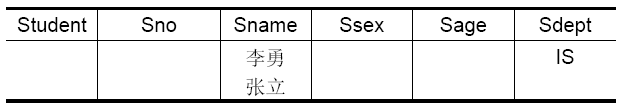 Student Sno Sname Ssex Sage Sdept
李勇 IS
张立